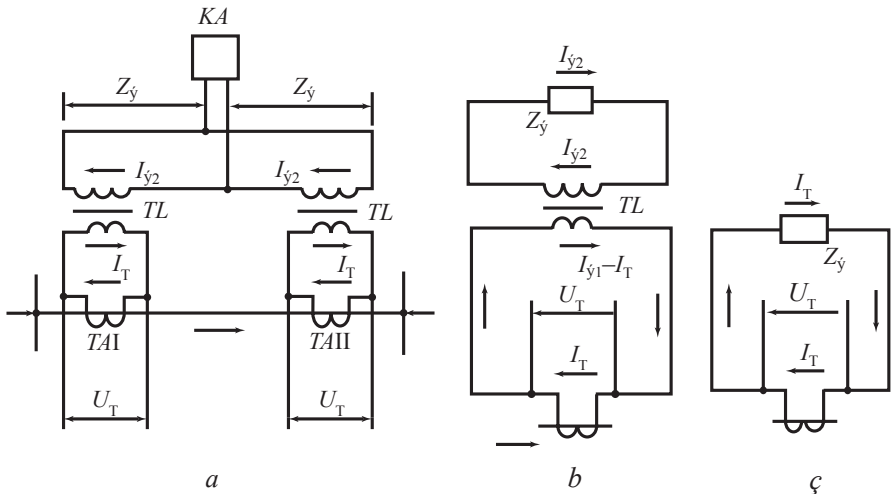 KA
Zý Zý
Iý2 Iý2
TL TL
IT IT
TAI TAII
UT UT
a
Iý2
Zý
Iý2
TL
Iý1–IT
UT
IT
b
IT
Zý
UT
IT
ç